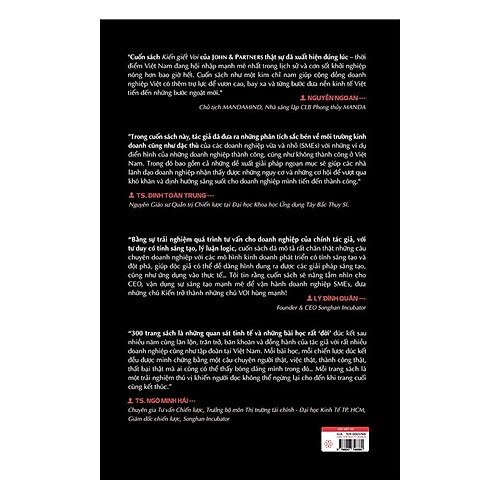 "Cuốn sách Kiến giết Voi của JOHN & PARTNERS thật sự đã xuất hiện đúng lúc – thời
điểm Việt Nam đang hội nhập mạnh mẽ nhất trong lịch sử và cơn sốt khởi nghiệp
nóng hơn bao giờ hết. Cuốn sách như một kim chỉ nam giúp cộng đồng doanh
nghiệp Việt có thêm trợ lực để vươn cao, bay xa và từng bước đưa nền kinh tế Việt
tiến đến những bước ngoặt mới."
NGUYỄN NGOAN
Chủ tịch MANDAMIND, Nhà sáng lập CLB Phong thủy MANDA
"Trong cuốn sách này, tác giả đã đưa ra những phân tích sắc bén về môi trường kinh
doanh cũng như đặc thù của các doanh nghiệp vừa và nhỏ (SMEs) với những ví dụ
điển hình của những doanh nghiệp thành công, cũng như không thành công ở Việt
Nam. Trong đó bao gồm cả những đề xuất giải pháp ngoạn mục sẽ giúp các nhà
lãnh đạo doanh nghiệp nhận thấy được những nguy cơ và những cơ hội để vượt qua
khó khăn và định hướng sáng suốt cho doanh nghiệp mình tiến đến thành công."
TS. ĐINH TOÀN TRUNG
Nguyên Giáo sư Quản trị Chiến lược tại Đại học Khoa học Ứng dụng Tây Bắc Thụy Sĩ.
"Bằng sự trải nghiệm quá trình tư vấn cho doanh nghiệp của chính tác giả, với
tư duy có tính sáng tạo, lý luận logic, cuốn sách đã mô tả rất chân thật những câu
chuyện doanh nghiệp với các mô hình kinh doanh phát triển có tính sáng tạo và
đột phá, giúp độc giả có thể dễ dàng hình dung ra được các giải pháp sáng tạo,
cũng như ứng dụng vào thực tế... Tôi tin rằng cuốn sách sẽ nâng tầm nhìn cho
CEO, vận dụng sự sáng tạo mạnh mẽ để vận hành doanh nghiệp SMEs, đưa
những chú Kiến trở thành những chú VOI hùng mạnh!
LÝ ĐÌNH QUÂN
Founder & CEO Songhan Incubator
"300 trang sách là những quan sát tinh tế và những bài học rất 'đời' đúc kết sau
nhiều năm cùng lăn lộn, trăn trở, băn khoăn và đồng hành của tác giả với rất nhiều
doanh nghiệp cũng như tập đoàn tại Việt Nam. Mỗi bài học, mỗi chiến lược đúc kết
đều được minh chứng bằng một câu chuyện người thật, việc thật, thành công thật,
thất bại thật mà ai cũng có thể thấy bóng dáng mình trong đó... Mỗi trang sách là
một trải nghiệm thú vị khiến người đọc không thể ngừng lại cho đến khi trang cuối
cùng kết thúc."
TS. NGÔ MINH HẢI
Chuyên gia Tư vấn Chiến lược, Trưởng bộ môn Thị trường tài chính - Đại học Kinh Tế TP. HCM,
Giám đốc chiến lược, Songhan Incubator